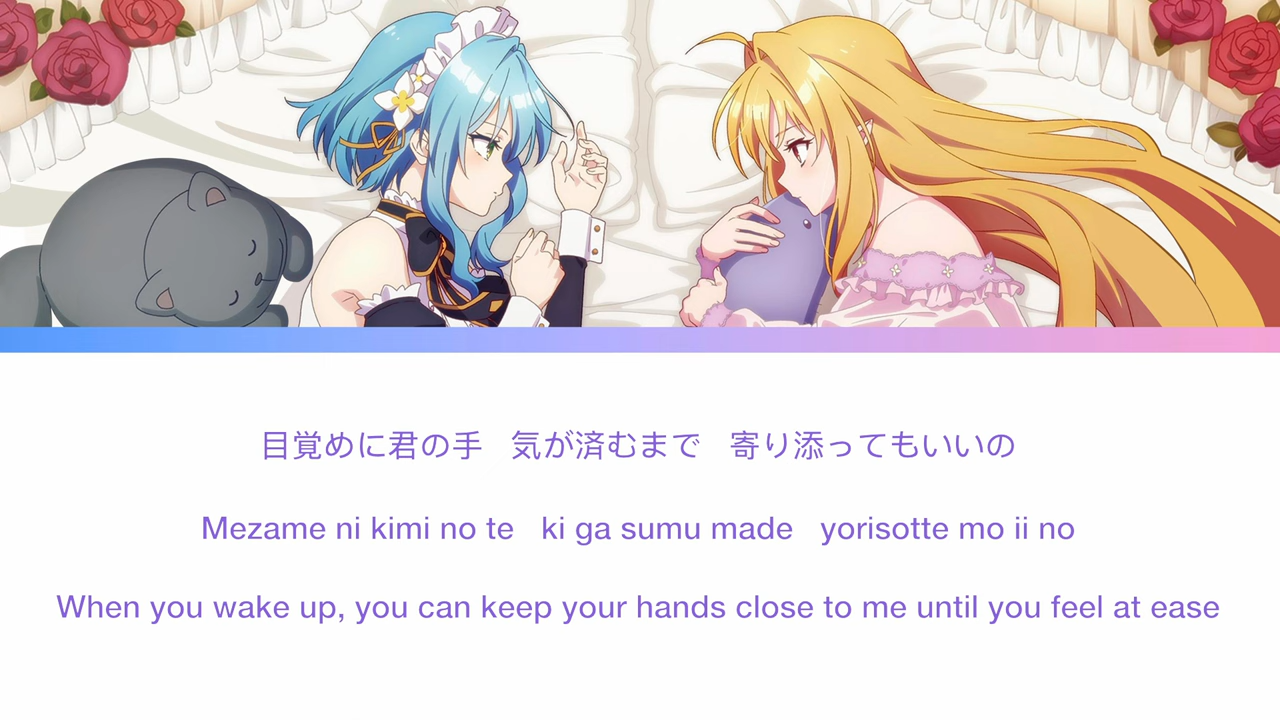 目覚めに君の手 気が済むまで 寄り添ってもいいの
Mezame ni kimi no te ki ga sumu made yorisotte mo ii no
When you wake up, you can keep your hands close to me until you feel at ease